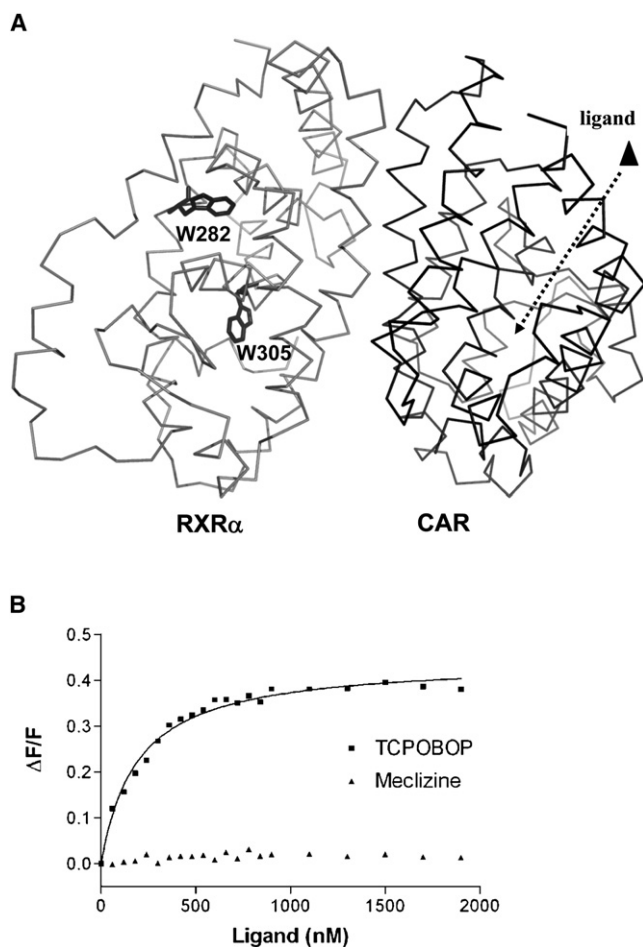 A
ligand
W282
W305
RXRα
CAR
B
0.5
0.4
0.3
0.2
0.1
0.0
ΔF/F
TCPOBOP
Meclizine
0
500
1000
1500
2000
Ligand (nM)